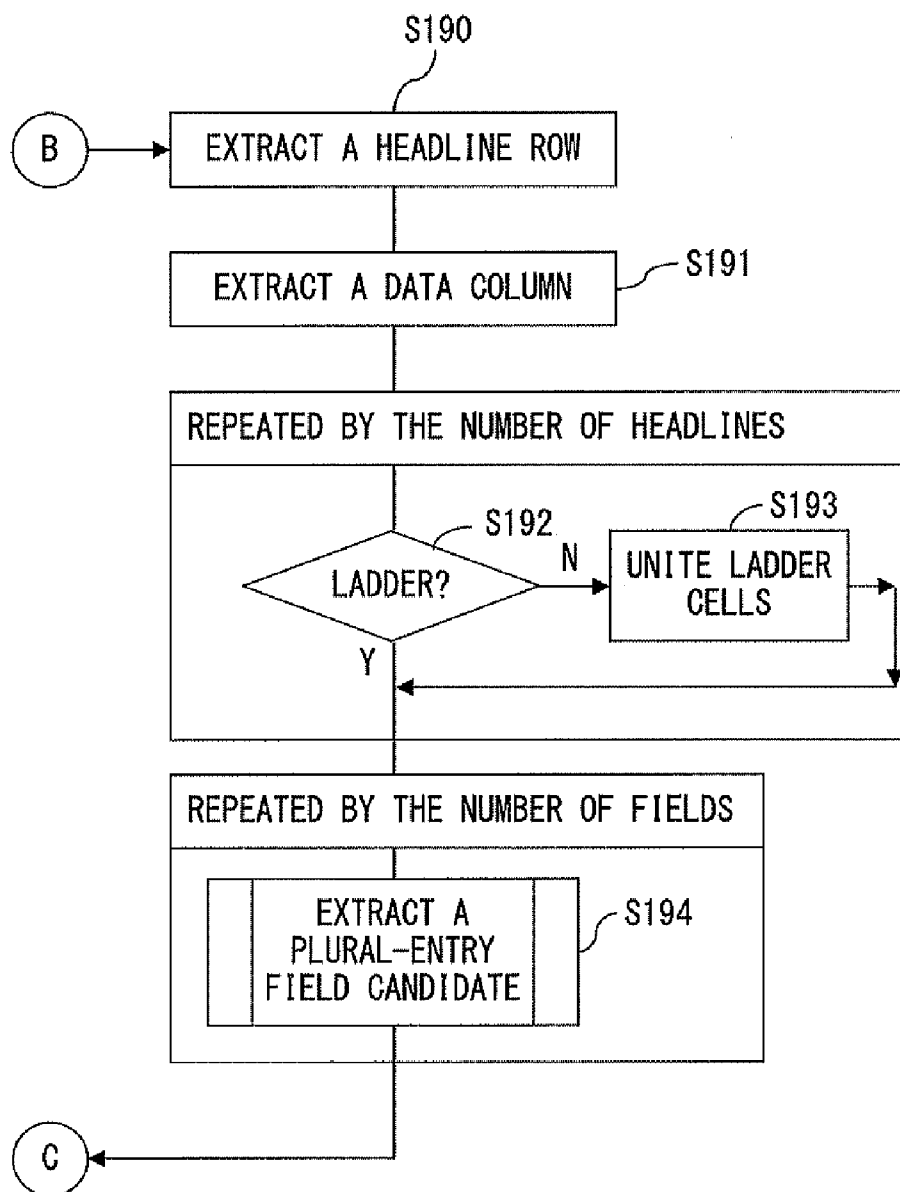 S190
B
EXTRACT A HEADLINE ROW
S191
EXTRACT A DATA COLUMN
REPEATED BY THE NUMBER OF HEADLINES
S192
S193
LADDER?
N
UNITE LADDER
CELLS
Y
REPEATED BY THE NUMBER OF FIELDS
EXTRACT A
PLURAL-ENTRY
FIELD CANDIDATE
S194
C